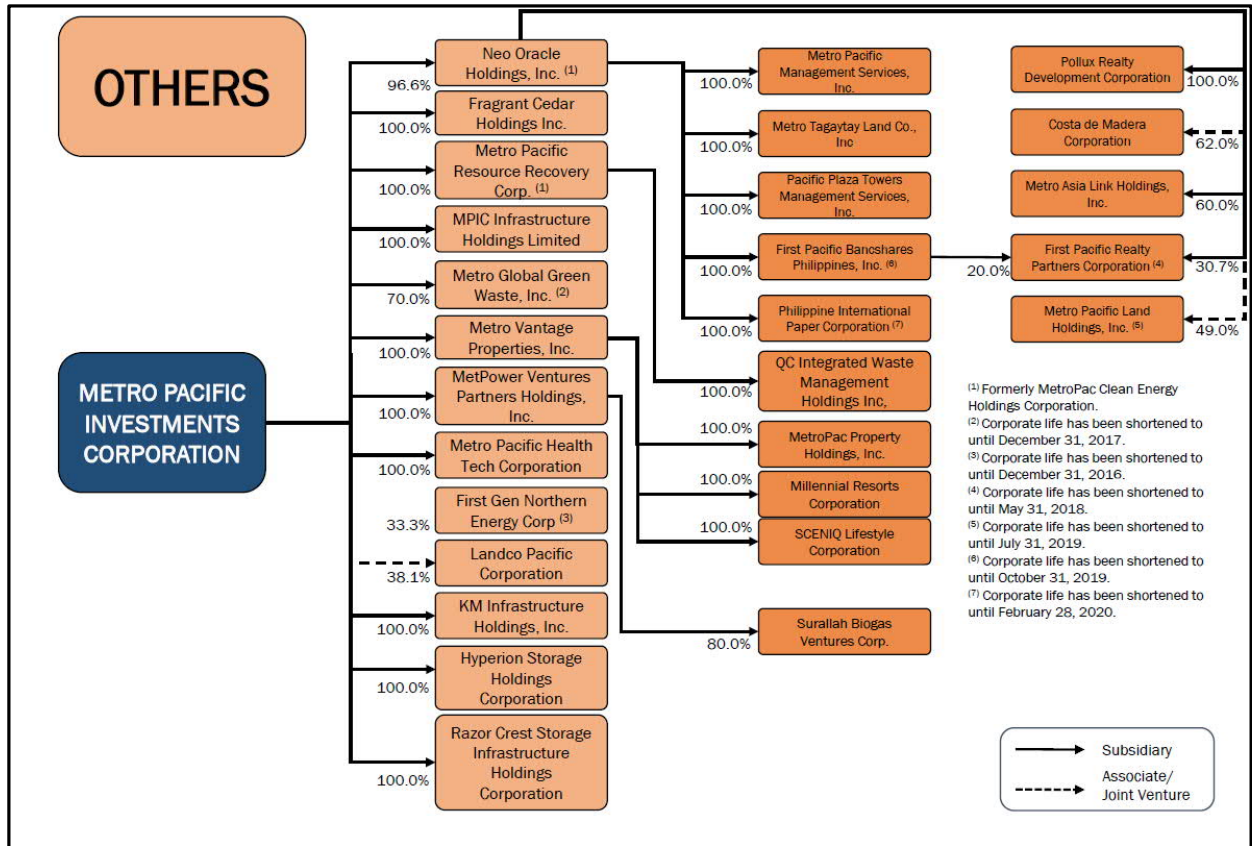 OTHERS
METRO PACIFIC
INVESTMENTS
CORPORATION
Neo Oracle
Holdings, Inc. (1)
96.6%
Fragrant Cedar
Holdings Inc.
100.0%
Metro Pacific
Resource Recovery
Corp. (1)
100.0%
MPIC Infrastructure
Holdings Limited
100.0%
Metro Global Green
Waste, Inc. (2)
70.0%
Metro Vantage
Properties, Inc.
100.0%
MetPower Ventures
Partners Holdings,
Inc.
100.0%
Metro Pacific Health
Tech Corporation
100.0%
First Gen Northern
Energy Corp (3)
33.3%
Landco Pacific
Corporation
38.1%
KM Infrastructure
Holdings, Inc.
100.0%
Hyperion Storage
Holdings
Corporation
100.0%
Razor Crest Storage
Infrastructure
Holdings
Corporation
100.0%
Metro Pacific
Management Services,
Inc.
100.0%
Metro Tagaytay Land Co.,
Inc
100.0%
Pacific Plaza Towers
Management Services,
Inc.
100.0%
First Pacific Bancshares
Philippines, Inc. (6)
100.0%
Philippine International
Paper Corporation (7)
100.0%
QC Integrated Waste
Management
Holdings Inc,
100.0%
100.0%
MetroPac Property
Holdings, Inc.
100.0%
Millennial Resorts
Corporation
100.0%
SCENIQ Lifestyle
Corporation
Surallah Biogas
Ventures Corp.
80.0%
Pollux Realty
Development Corporation
100.0%
Costa de Madera
Corporation
62.0%
Metro Asia Link Holdings,
Inc.
60.0%
First Pacific Realty
Partners Corporation (4)
20.0%
30.7%
Metro Pacific Land
Holdings, Inc. (5)
49.0%
(1) Formerly MetroPac Clean Energy
Holdings Corporation.
(2) Corporate life has been shortened to
until December 31, 2017.
(3) Corporate life has been shortened to
until December 31, 2016.
(4) Corporate life has been shortened to
until May 31, 2018.
(5) Corporate life has been shortened to
until July 31, 2019.
(6) Corporate life has been shortened to
until October 31, 2019.
(7) Corporate life has been shortened to
until February 28, 2020.
Subsidiary
Associate/
Joint Venture